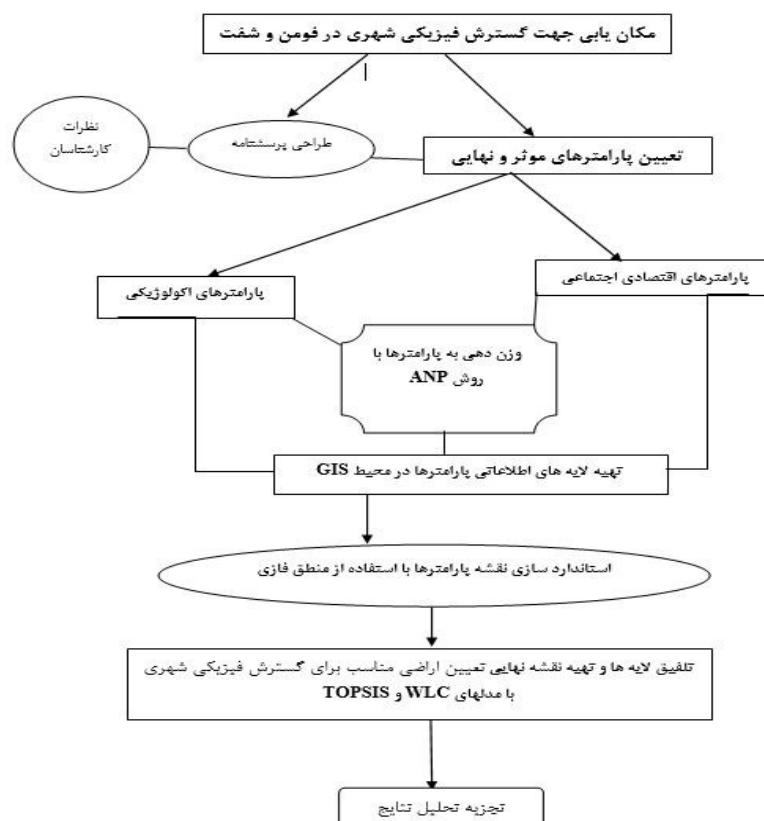 مکان یابی جهت گسترش فیزیکی شهری در فومن و شفت
نظرات
کارشناسان
طراحی پرسشنامه
تعیین پارامترهای موثر و نهایی
پارامترهای اقتصادی اجتماعی
پارامترهای اکولوژیکی
وزن دهی به پارامترها با
روش ANP
تهیه لایه های اطلاعاتی پارامترها در محیط GIS
استاندارد سازی نقشه پارامترها با استفاده از منطق فازی
تلفیق لایه ها و تهیه نقشه نهایی تعیین اراضی مناسب برای گسترش فیزیکی شهری
با مدلهای WLC و TOPSIS
تجزیه تحلیل نتایج